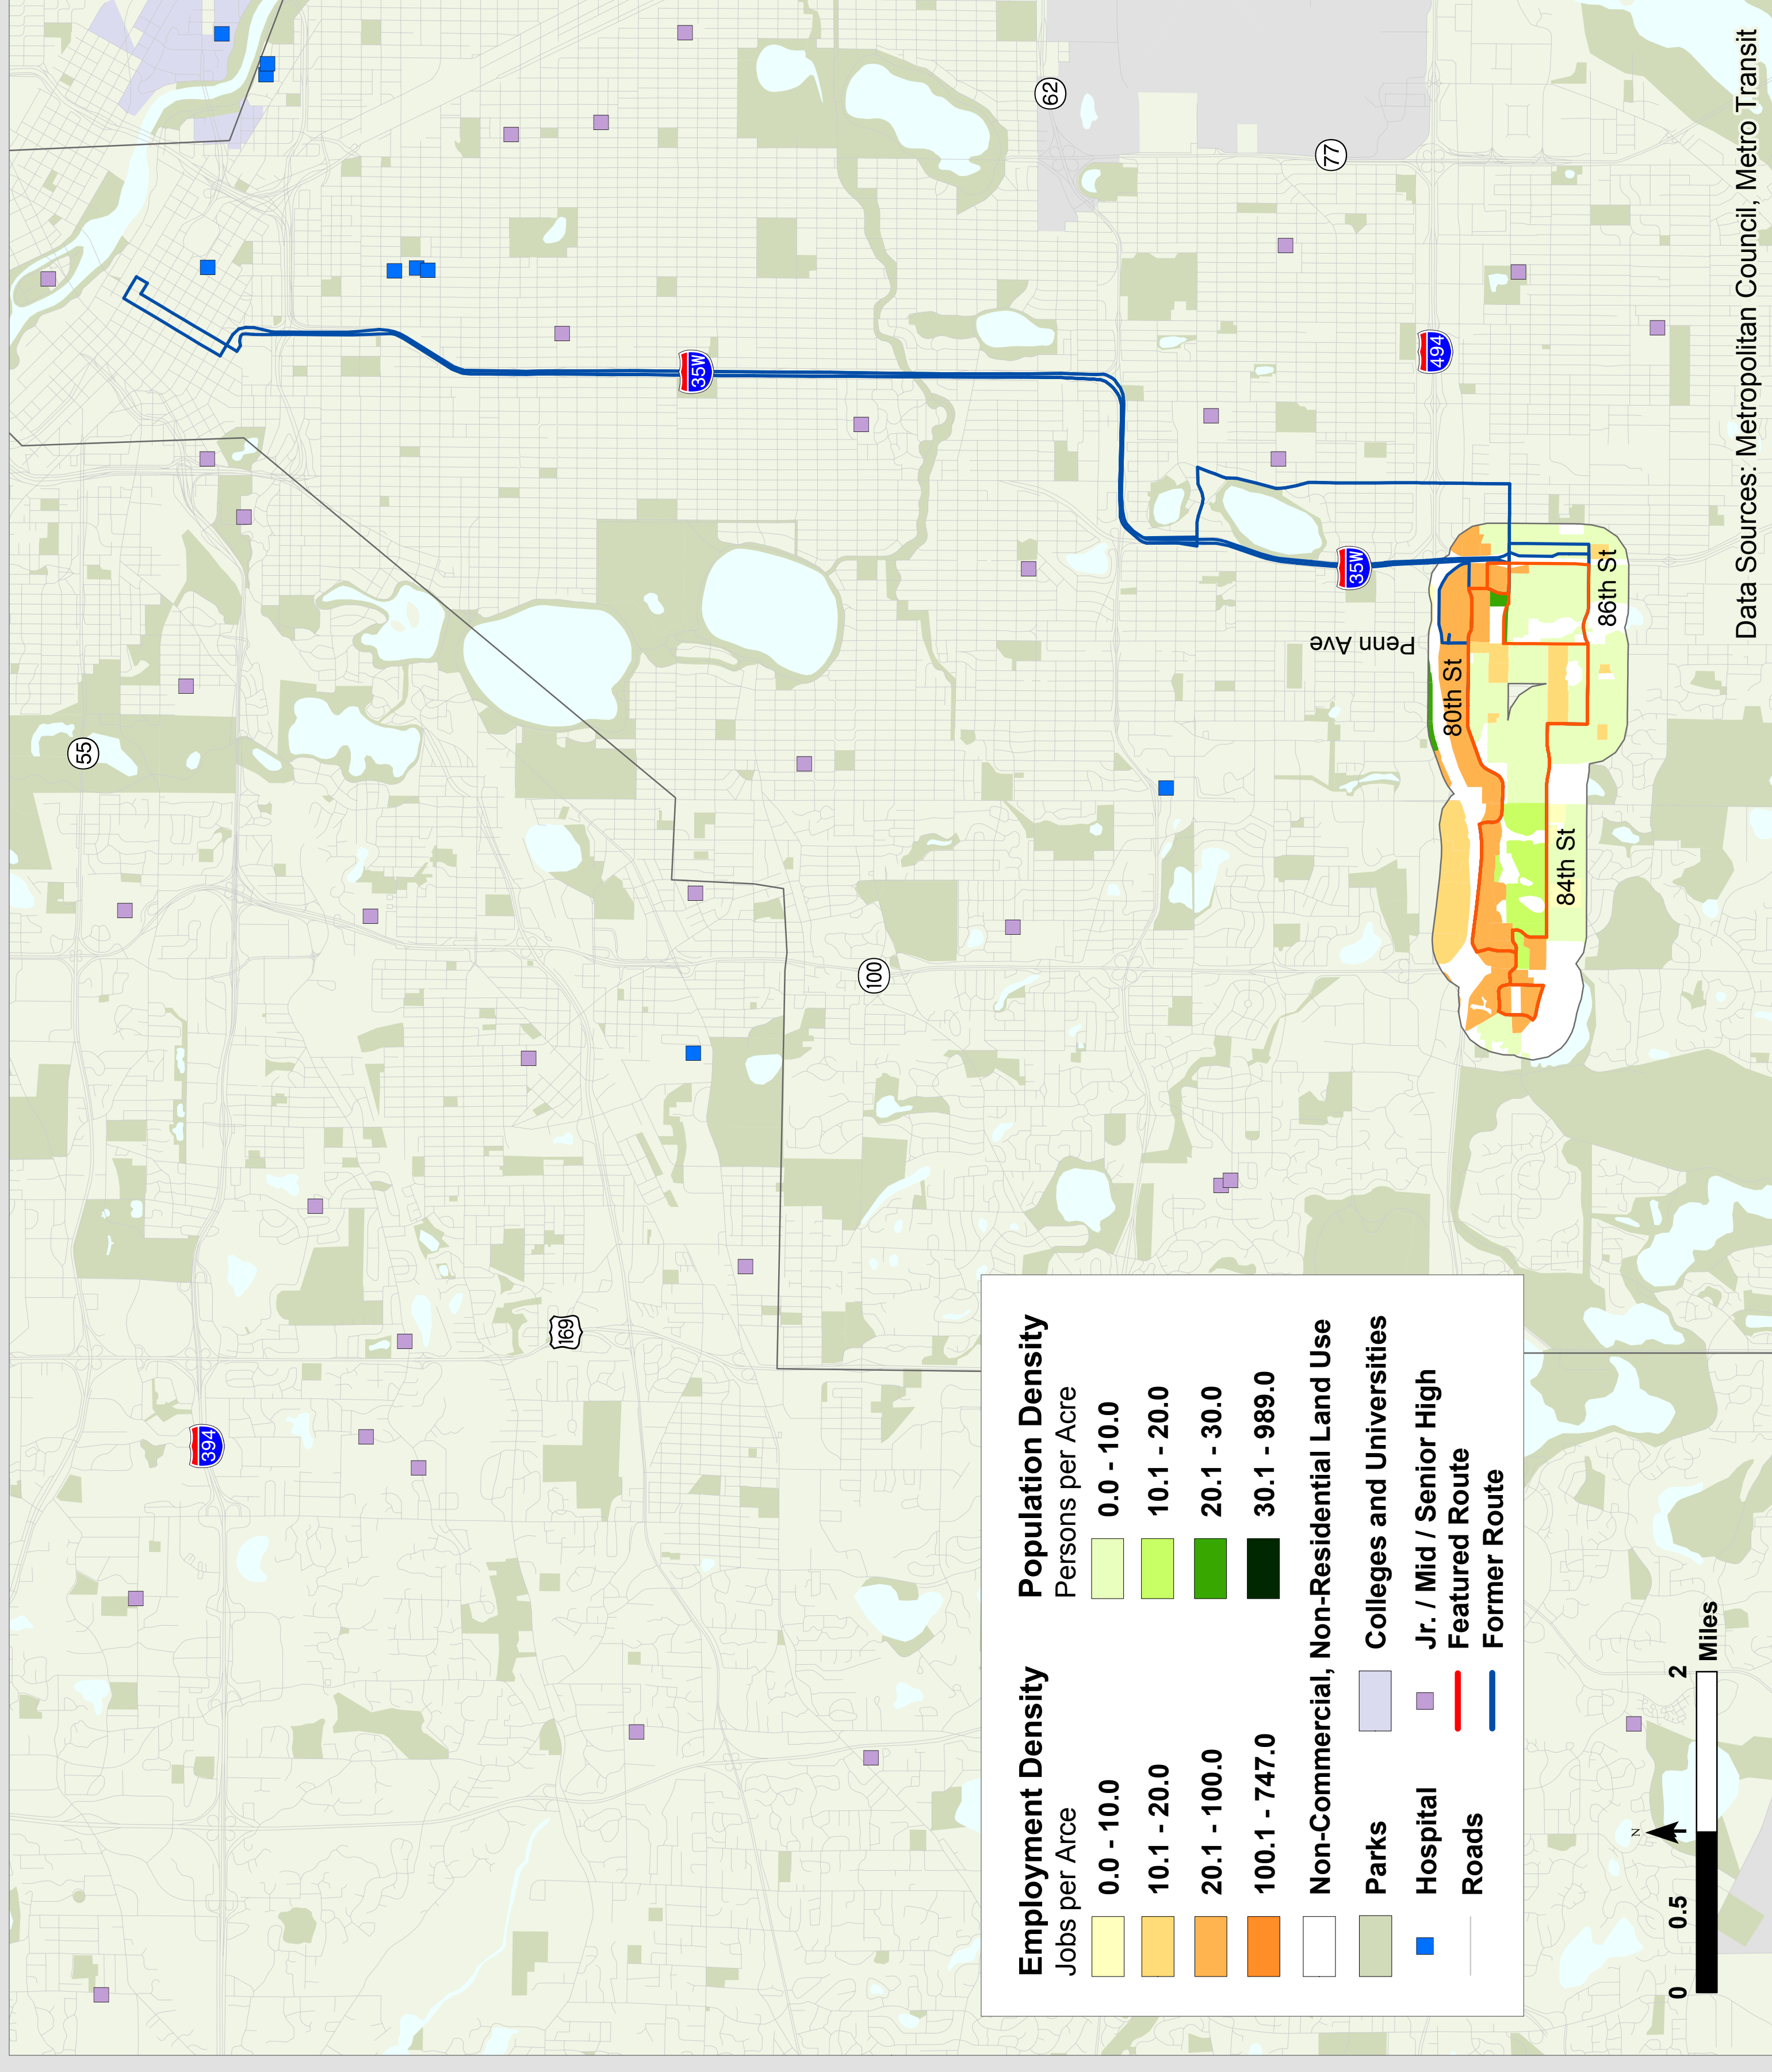 55
394
169
100
35W
62
77
35W
494
Penn Ave
80th St
84th St
86th St
Employment Density
Jobs per Arce
0.0 - 10.0
10.1 - 20.0
20.1 - 100.0
100.1 - 747.0
Population Density
Persons per Acre
0.0 - 10.0
10.1 - 20.0
20.1 - 30.0
30.1 - 989.0
Non-Commercial, Non-Residential Land Use
Parks
Colleges and Universities
Hospital
Jr. / Mid / Senior High
Roads
Featured Route
Former Route
N
0 0.5 1 2
Miles
Data Sources: Metropolitan Council, Metro Transit